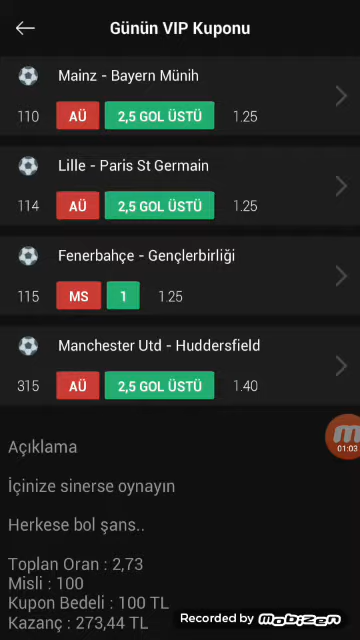 Günün VIP Kuponu
Mainz - Bayern Münih
110 AÜ 2,5 GOL ÜSTÜ 1.25
Lille - Paris St Germain
114 AÜ 2,5 GOL ÜSTÜ 1.25
Fenerbahçe - Gençlerbirliği
115 MS 1 1.25
Manchester Utd - Huddersfield
315 AÜ 2,5 GOL ÜSTÜ 1.40
Açıklama
01:03
İçinize sinerse oynayın
Herkese bol şans..
Toplan Oran : 2,73
Misli : 100
Kupon Bedeli : 100 TL
Kazanç : 273,44 TL
Recorded by mobizen